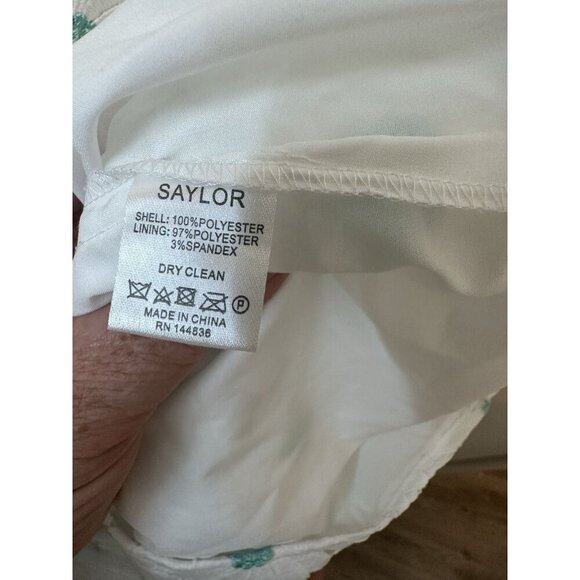 SAYLOR
SHELL: 100%POLYESTER
LINING: 97%POLYESTER
3%SPANDEX
DRY CLEAN
P
MADE IN CHINA
RN 144836